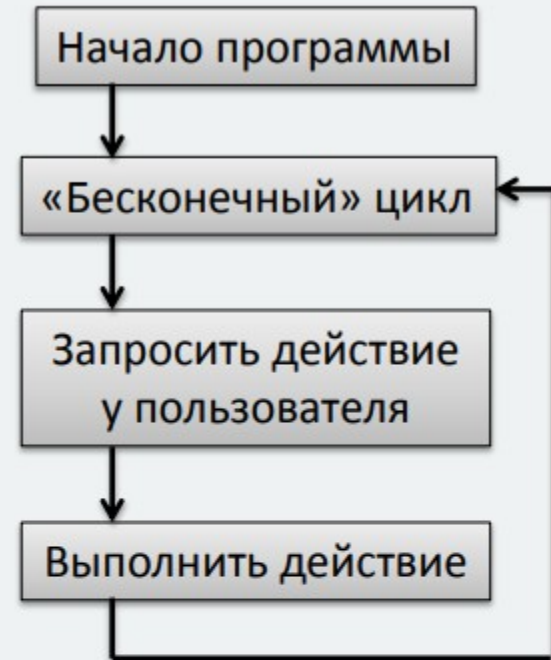 Начало программы
«Бесконечный» цикл
Запросить действие
у пользователя
Выполнить действие